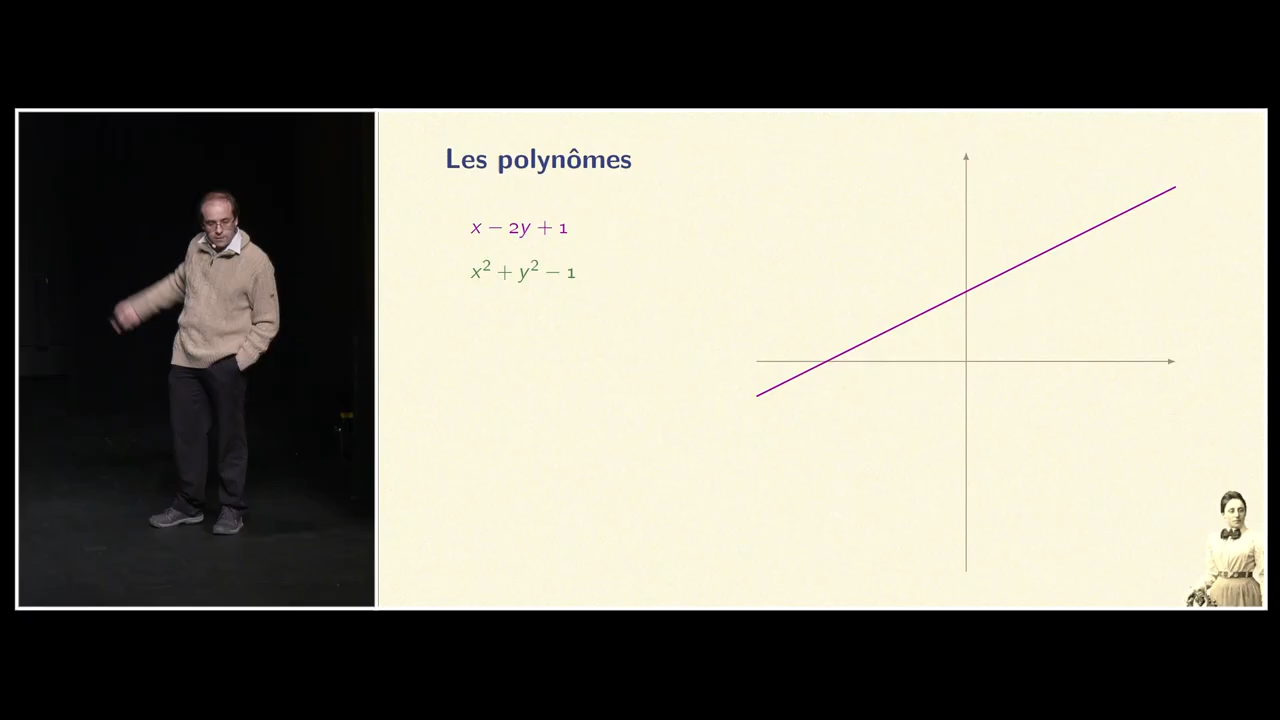 Les polynômes
x − 2y + 1
x² + y² − 1